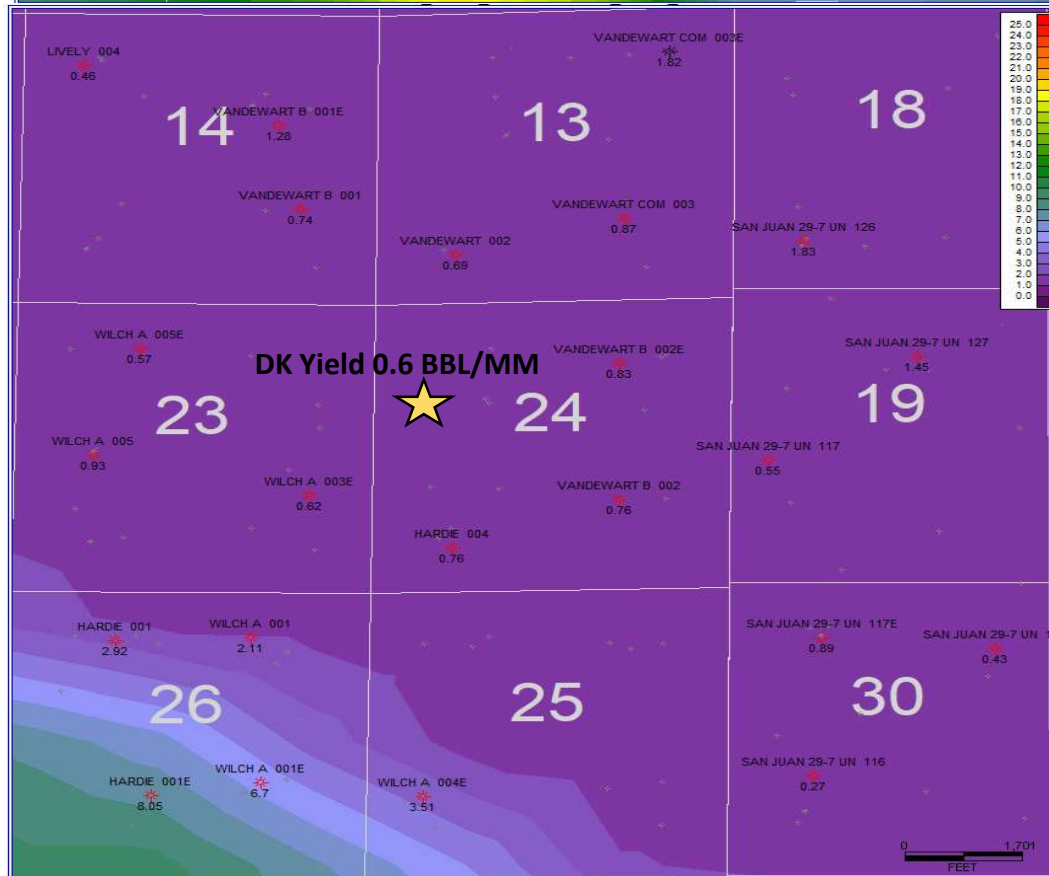 LIVELY 004
0.46
VANDEWART COM 003E
1.82
14
VANDEWART B 001E
1.28
13
18
VANDEWART B 001
0.74
VANDEWART COM 003
0.87
VANDEWART 002
0.69
SAN JUAN 29-7 UN 126
1.83
25.0
24.0
23.0
22.0
21.0
20.0
19.0
18.0
17.0
16.0
15.0
14.0
13.0
12.0
11.0
10.0
9.0
8.0
7.0
6.0
5.0
4.0
3.0
2.0
1.0
0.0
WILCH A 005E
0.57
DK Yield 0.6 BBL/MM
VANDEWART B 002E
0.83
SAN JUAN 29-7 UN 127
1.45
23
24
19
WILCH A 005
0.93
SAN JUAN 29-7 UN 117
0.55
WILCH A 003E
0.62
VANDEWART B 002
0.76
HARDIE 004
0.76
HARDIE 001
2.92
WILCH A 001
2.11
SAN JUAN 29-7 UN 117E
0.89
SAN JUAN 29-7 UN
0.43
26
25
30
HARDIE 001E
8.05
WILCH A 001E
6.7
WILCH A 004E
3.51
SAN JUAN 29-7 UN 116
0.27
0 1,701
FEET